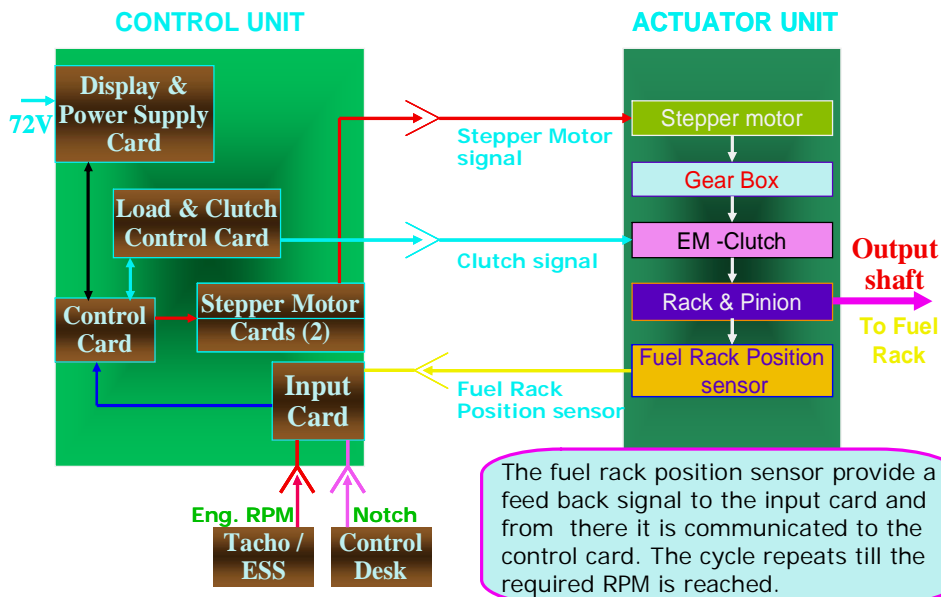 CONTROL UNIT
ACTUATOR UNIT
Display &
Power Supply
Card
72V
Stepper Motor
signal
Stepper motor
Gear Box
Load & Clutch
Control Card
Clutch signal
EM -Clutch
Output
shaft
Control
Card
Stepper Motor
Cards (2)
Rack & Pinion
To Fuel
Rack
Input
Card
Fuel Rack
Position sensor
Fuel Rack Position
sensor
Eng. RPM
Notch
Tacho /
ESS
Control
Desk
The fuel rack position sensor provide a
feed back signal to the input card and
from there it is communicated to the
control card. The cycle repeats till the
required RPM is reached.